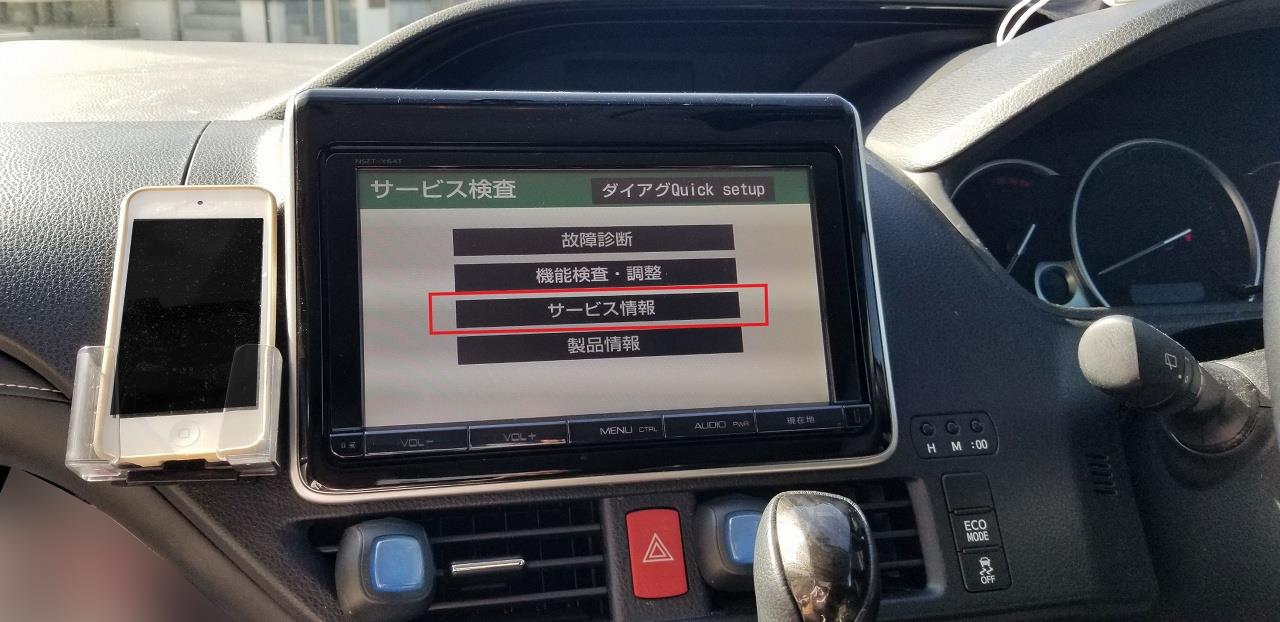 NSZT-Y64T
サービス検査
ダイアグQuick setup
故障診断
機能検査・調整
サービス情報
製品情報
VOL−
VOL+
MENU CTRL
AUDIO PWR
現在地
H M :00
ECO
MODE
OFF